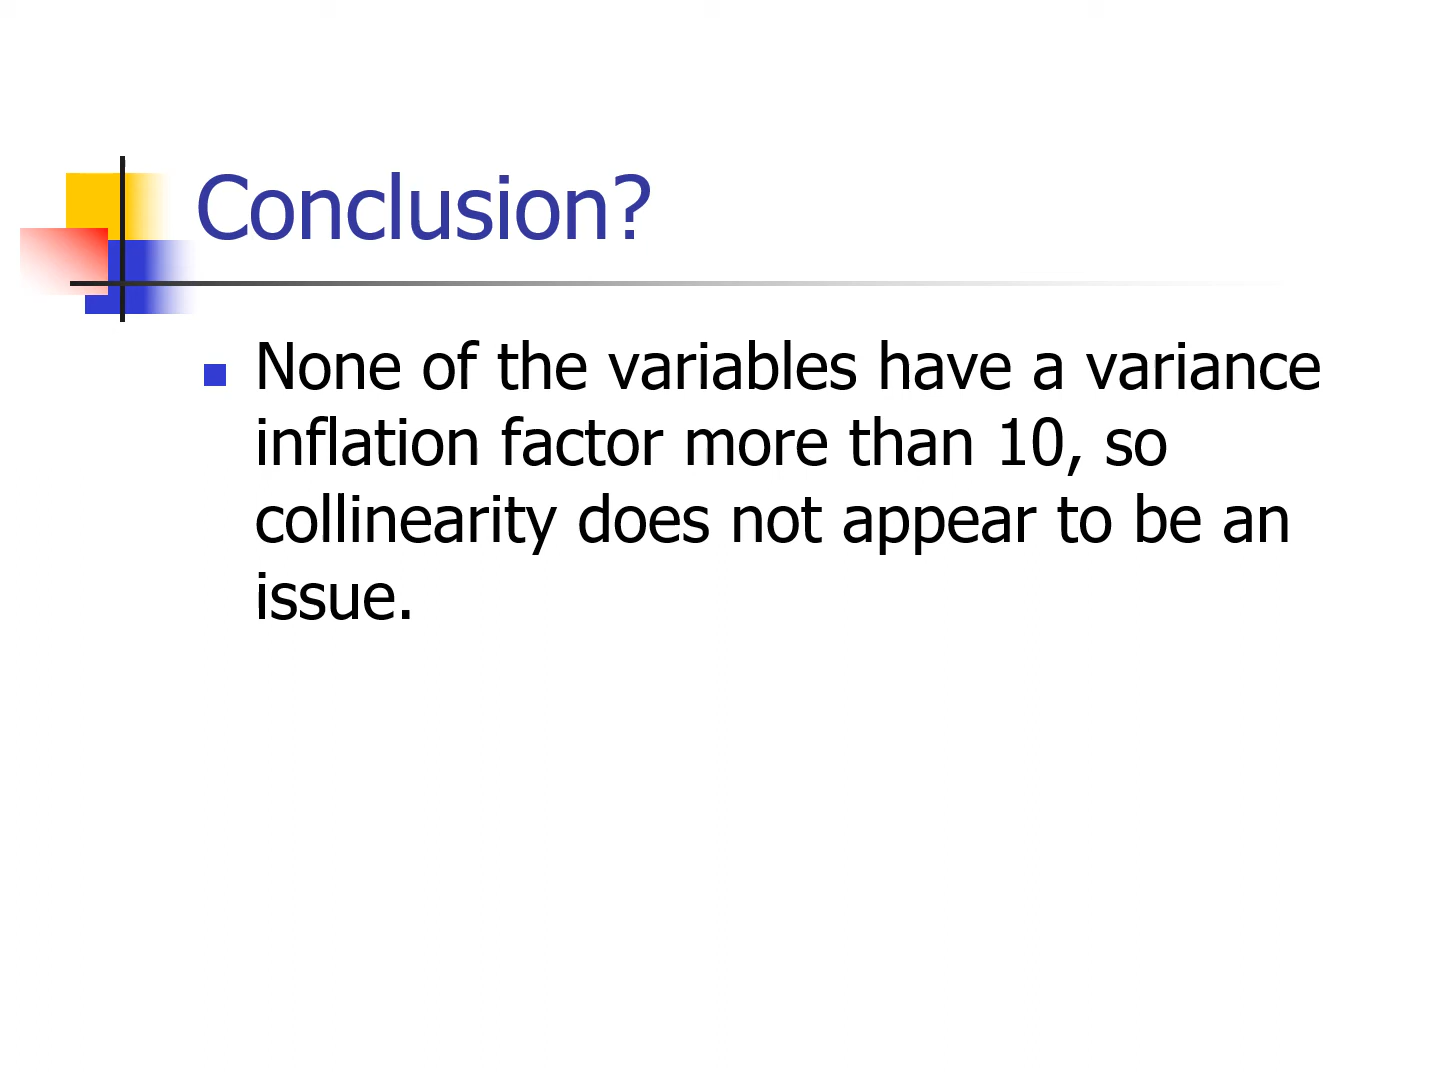 Conclusion?
None of the variables have a variance
inflation factor more than 10, so
collinearity does not appear to be an
issue.